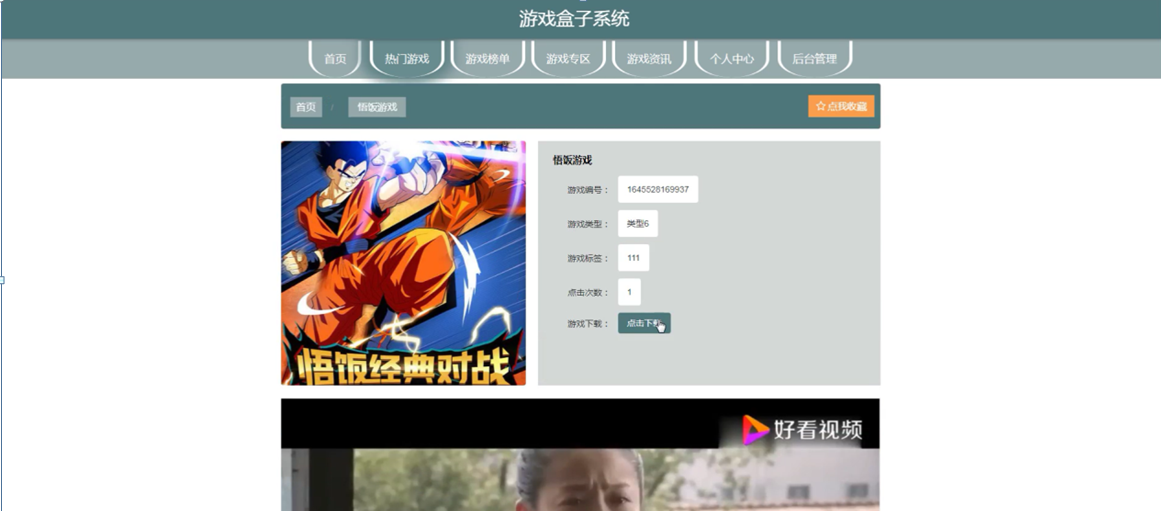 游戏盒子系统
首页 热门游戏 游戏榜单 游戏专区 游戏资讯 个人中心 后台管理
首页 / 悟饭游戏 ☆点我收藏
悟饭游戏
游戏编号： 1645528169937
游戏类型： 类型6
游戏标签： 111
点击次数： 1
游戏下载： 点击下载
悟饭经典对战
好看视频